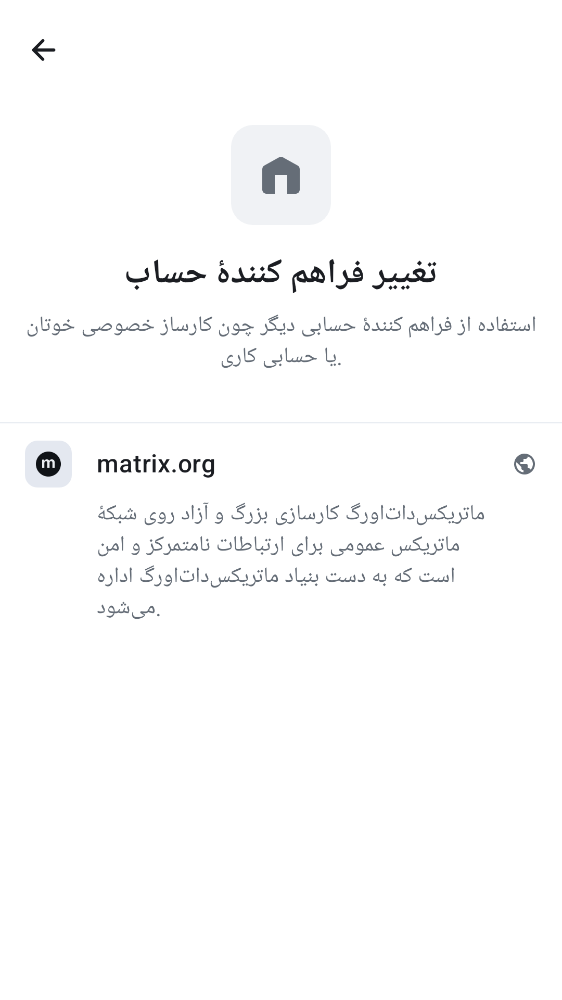 تغییر فراهم کنندهٔ حساب
استفاده از فراهم کنندهٔ حسابی دیگر چون کارساز خصوصی خوتان
یا حسابی کاری.
m
matrix.org
ماتریکس‌دات‌اورگ کارسازی بزرگ و آزاد روی شبکهٔ
ماتریکس عمومی برای ارتباطات نامتمرکز و امن
است که به دست بنیاد ماتریکس‌دات‌اورگ اداره
می‌شود.